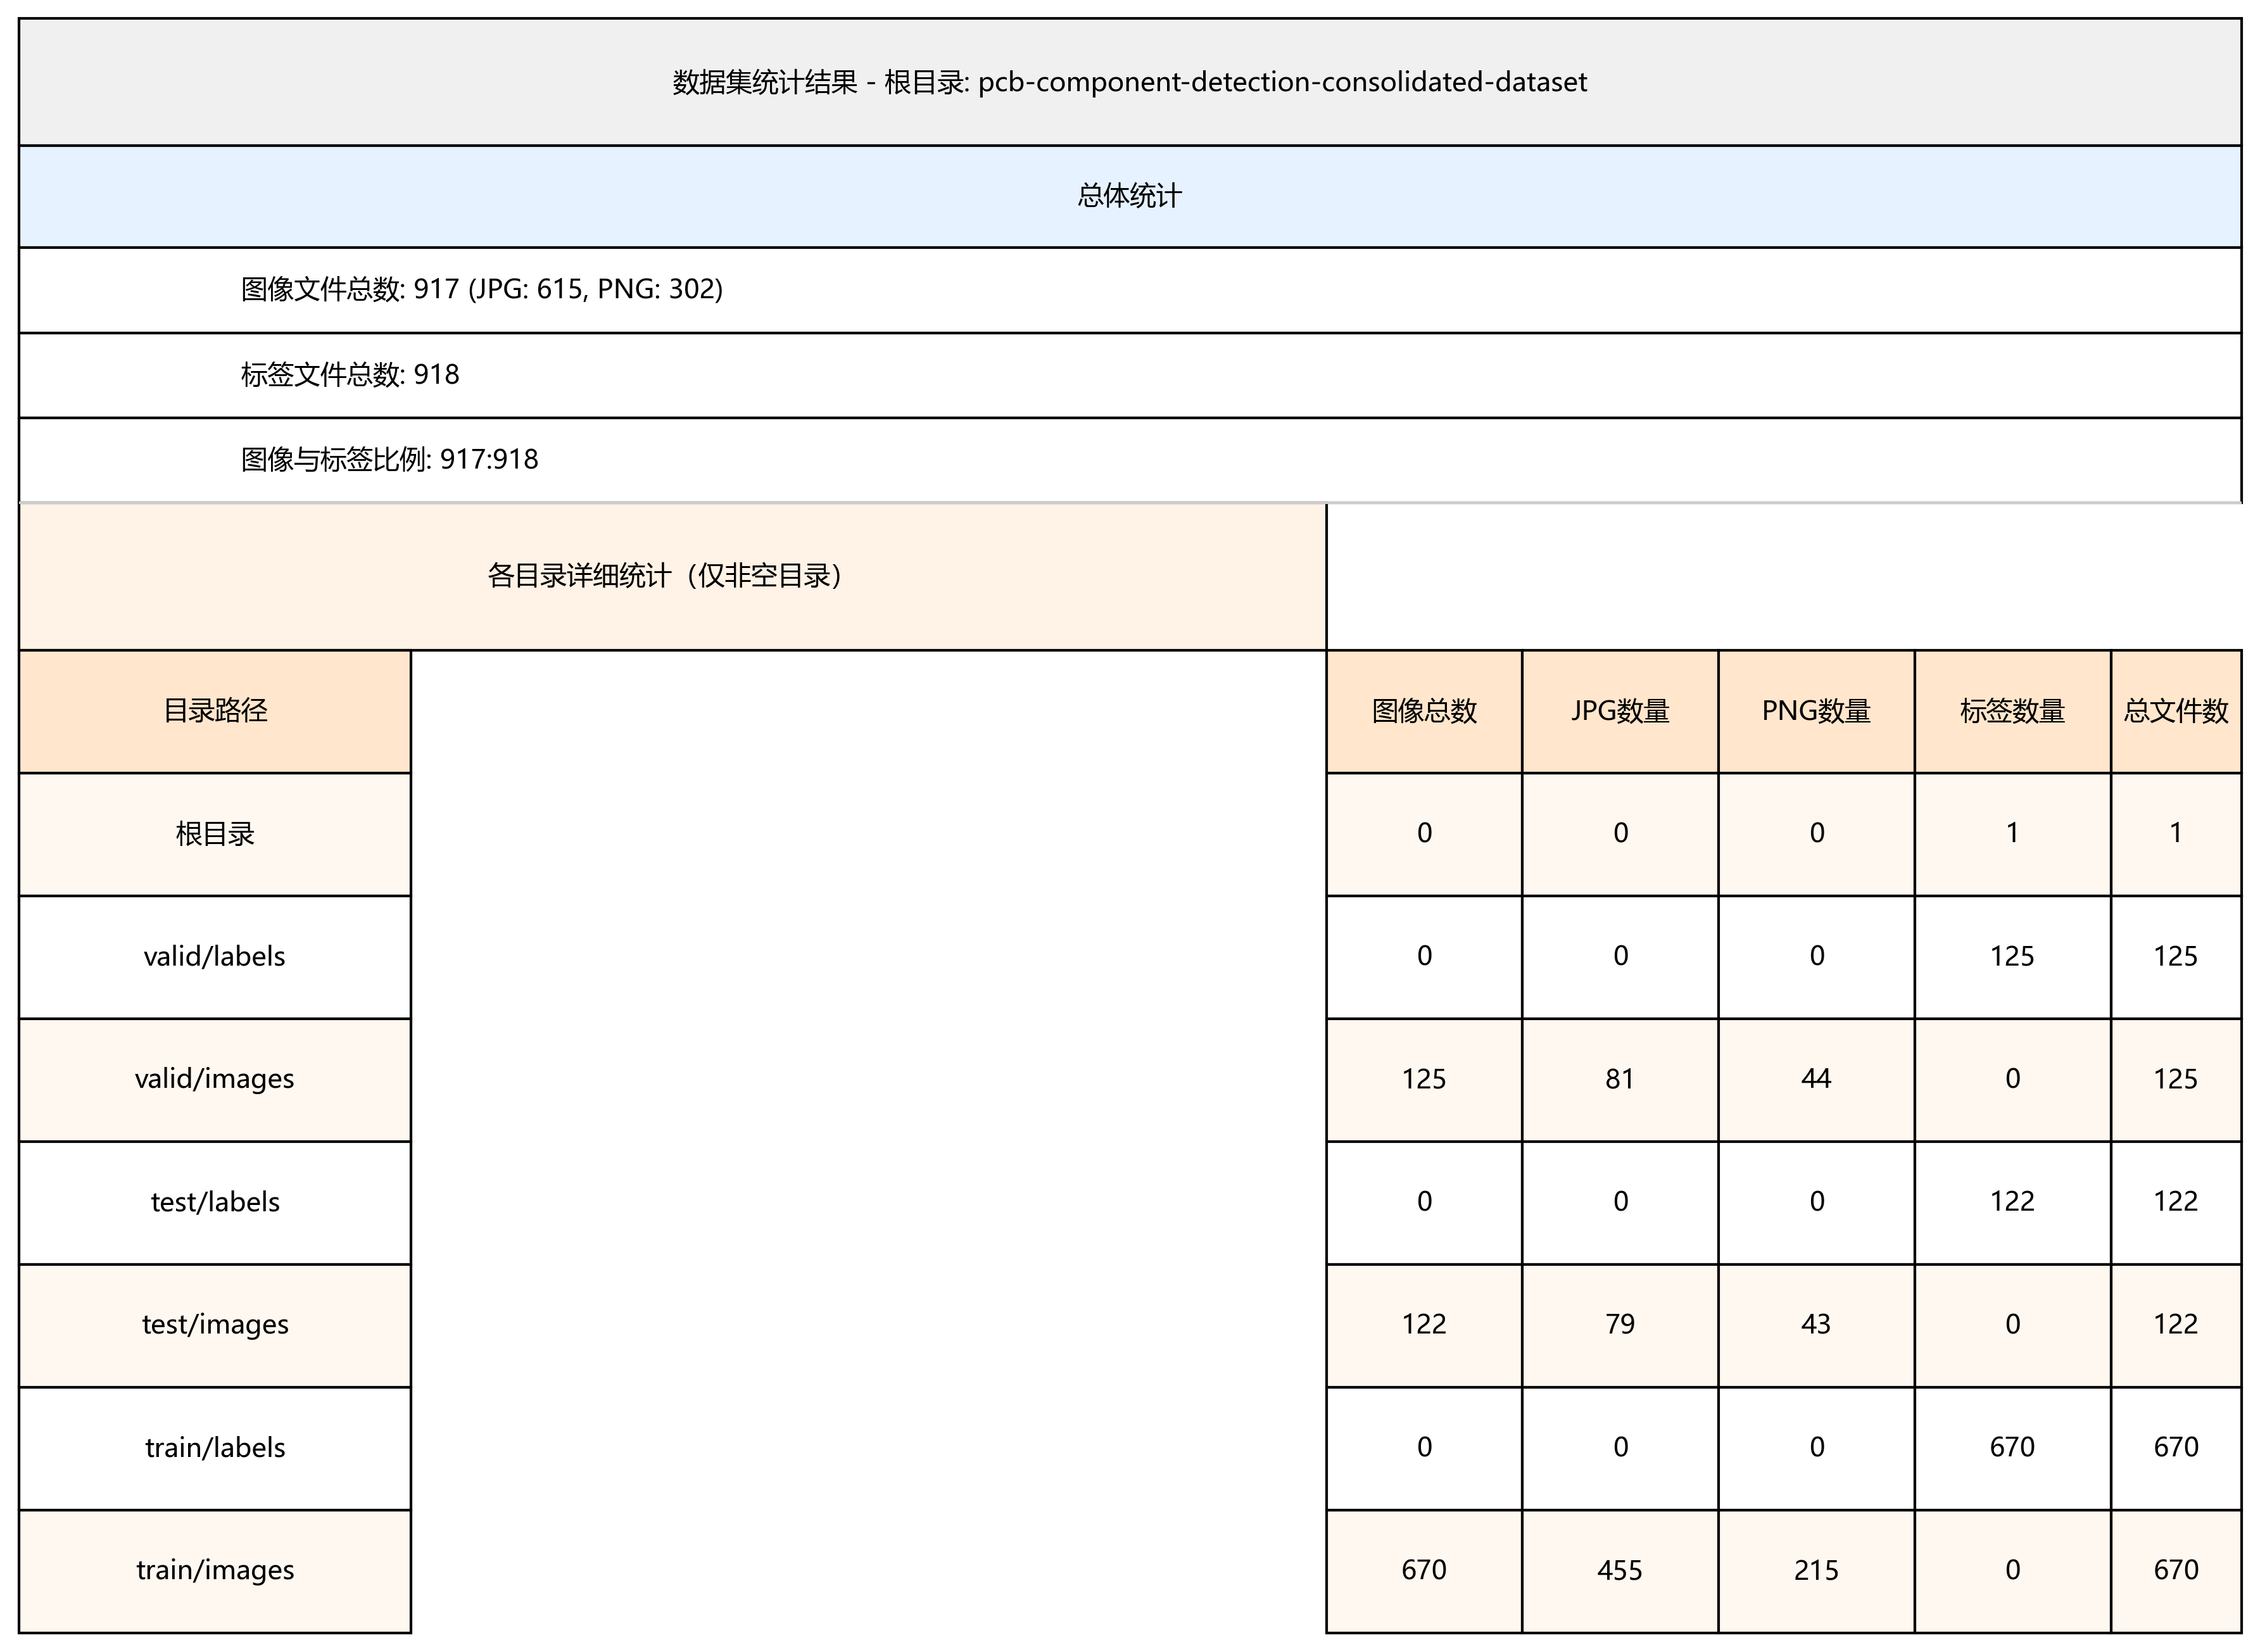 数据集统计结果 - 根目录: pcb-component-detection-consolidated-dataset
总体统计
图像文件总数: 917 (JPG: 615, PNG: 302)
标签文件总数: 918
图像与标签比例: 917:918
各目录详细统计（仅非空目录）
目录路径 图像总数 JPG数量 PNG数量 标签数量 总文件数
根目录 0 0 0 1 1
valid/labels 0 0 0 125 125
valid/images 125 81 44 0 125
test/labels 0 0 0 122 122
test/images 122 79 43 0 122
train/labels 0 0 0 670 670
train/images 670 455 215 0 670